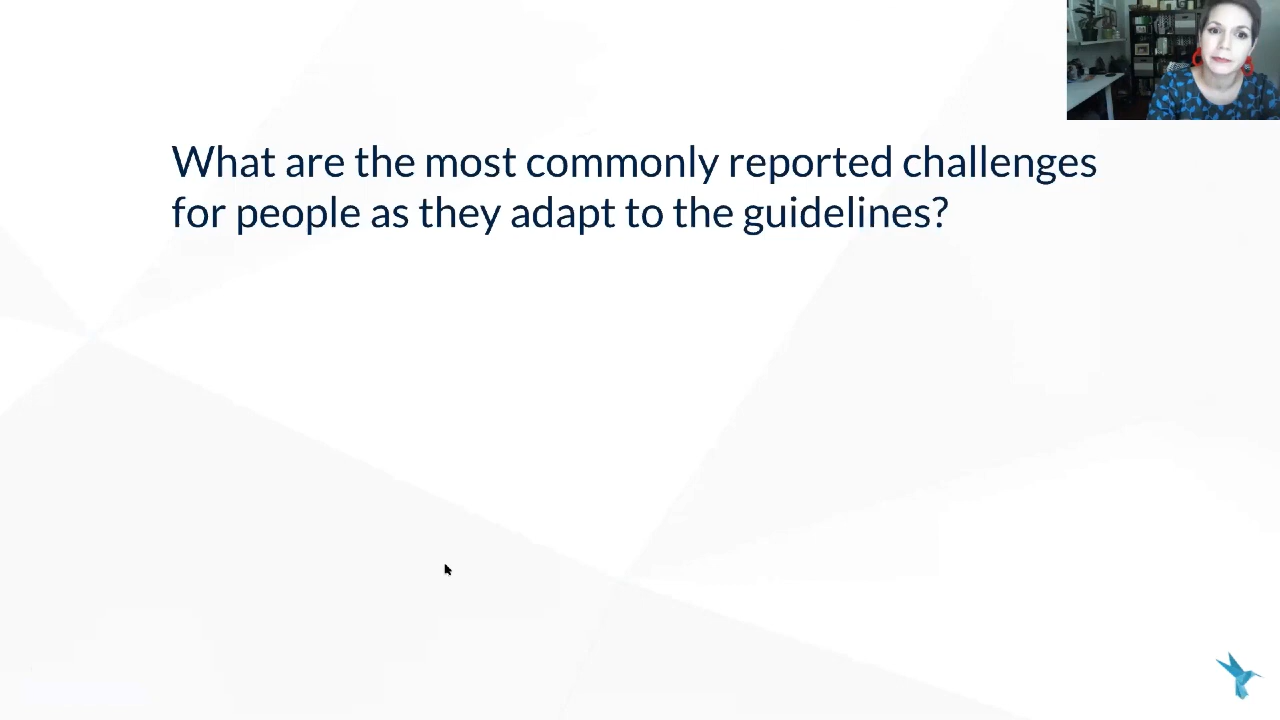 What are the most commonly reported challenges
for people as they adapt to the guidelines?